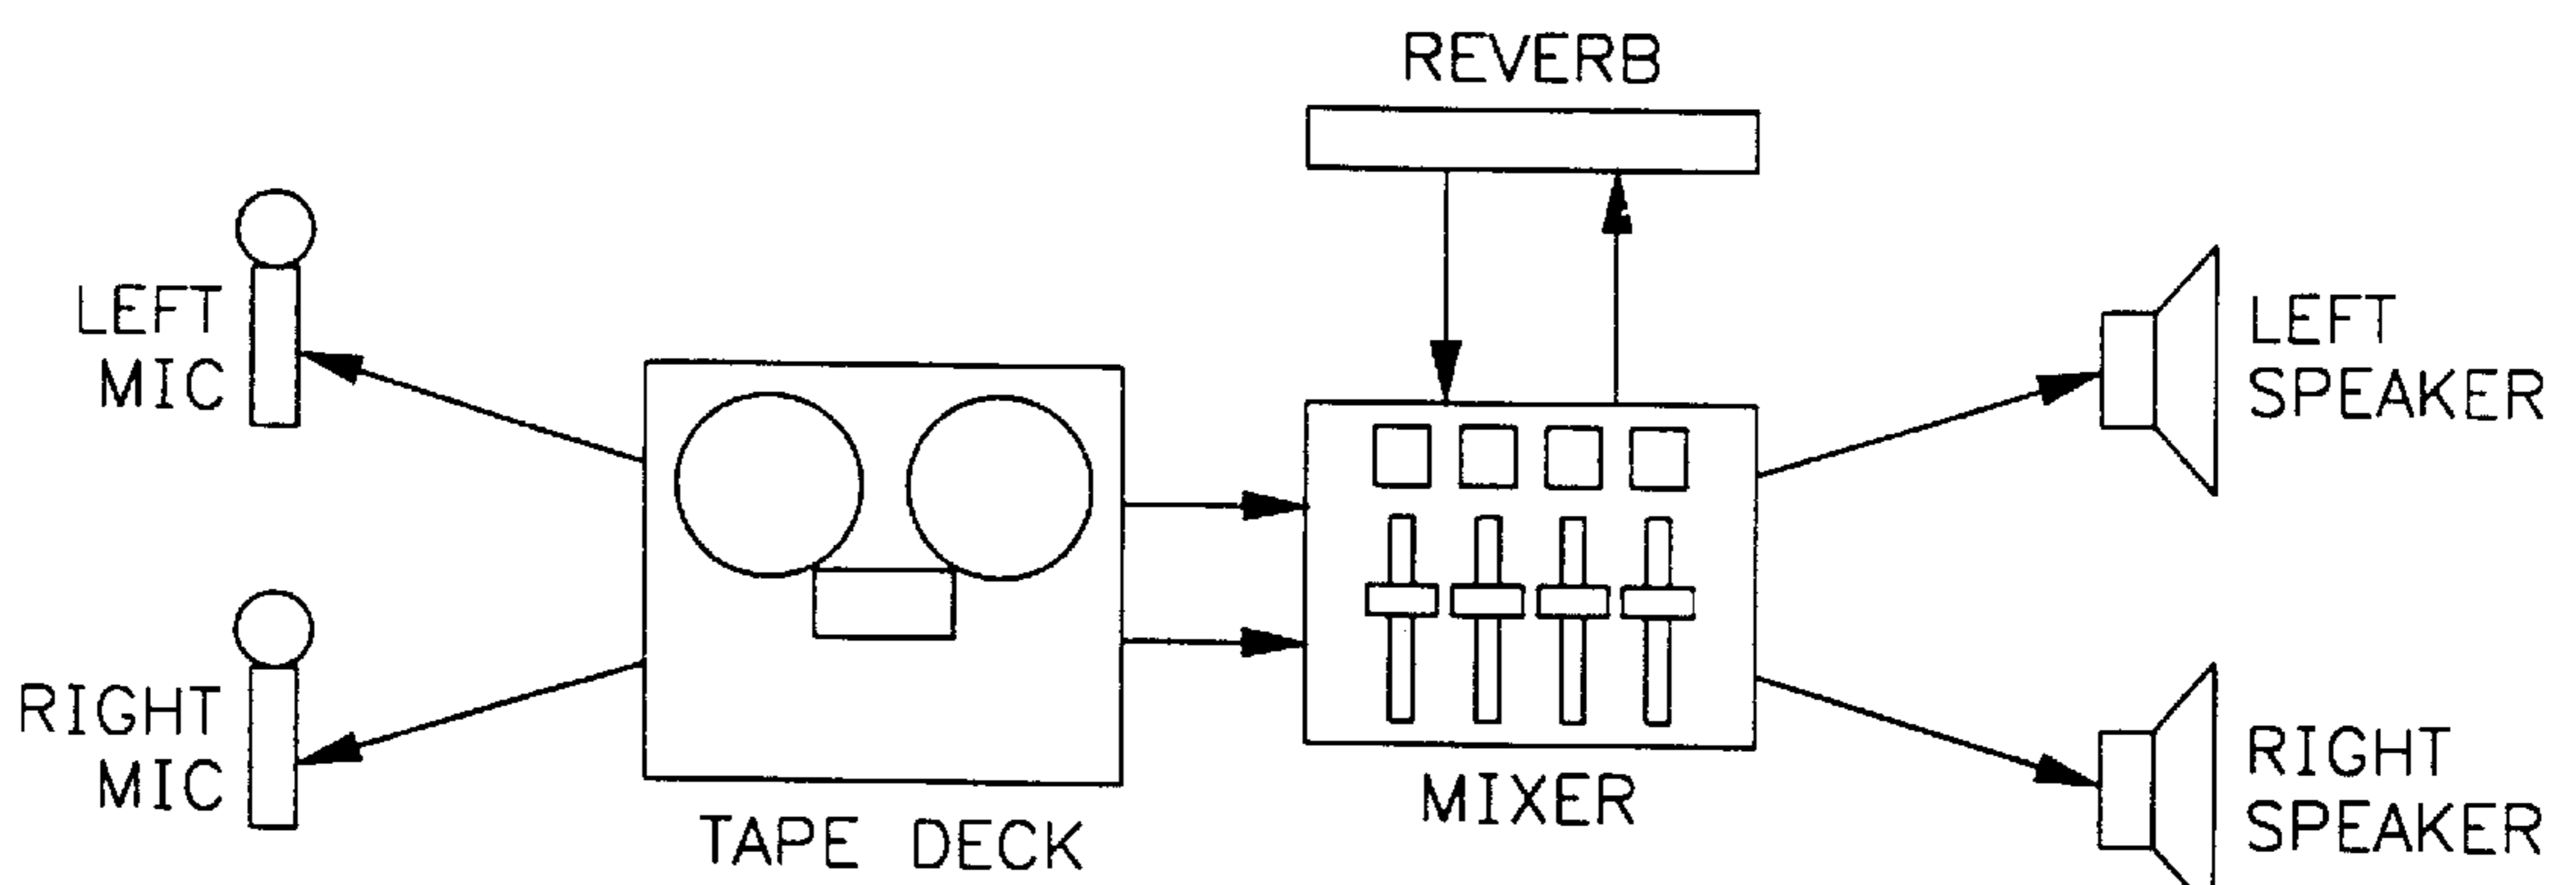 REVERB
LEFT
MIC
LEFT
SPEAKER
RIGHT
MIC
MIXER
TAPE DECK
RIGHT
SPEAKER